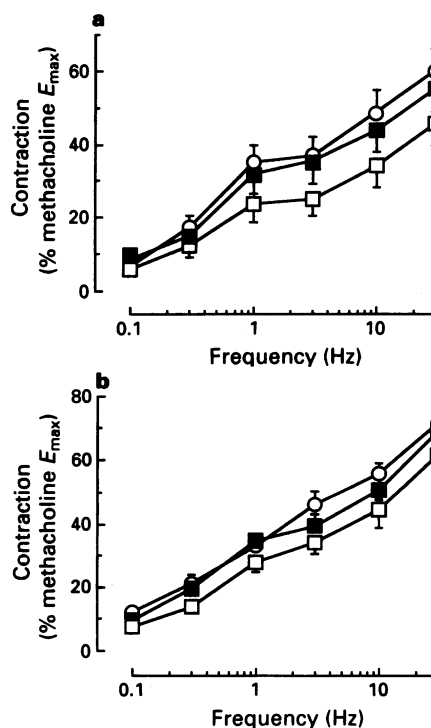 a
Contraction
(% methacholine Emax)
60
40
20
0
0.1 1 10
Frequency (Hz)
b
Contraction
(% methacholine Emax)
80
60
40
20
0
0.1 1 10
Frequency (Hz)